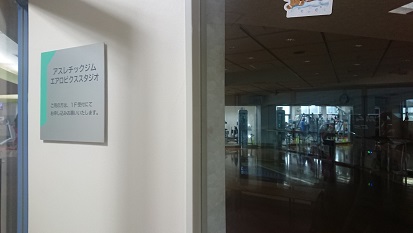 アスレチックジム
エアロビクススタジオ
ご利用の方は、1F受付にて
お申し込みお願いいたします。